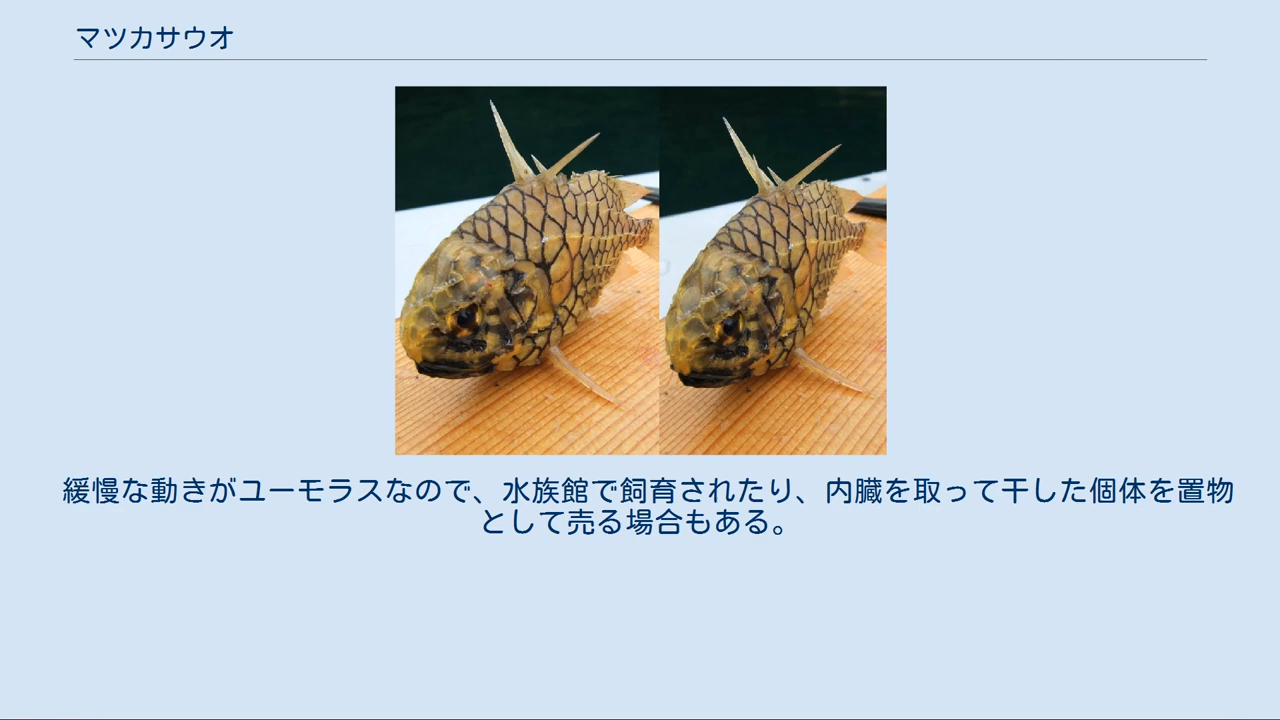 マツカサウオ
緩慢な動きがユーモラスなので、水族館で飼育されたり、内臓を取って干した個体を置物
として売る場合もある。